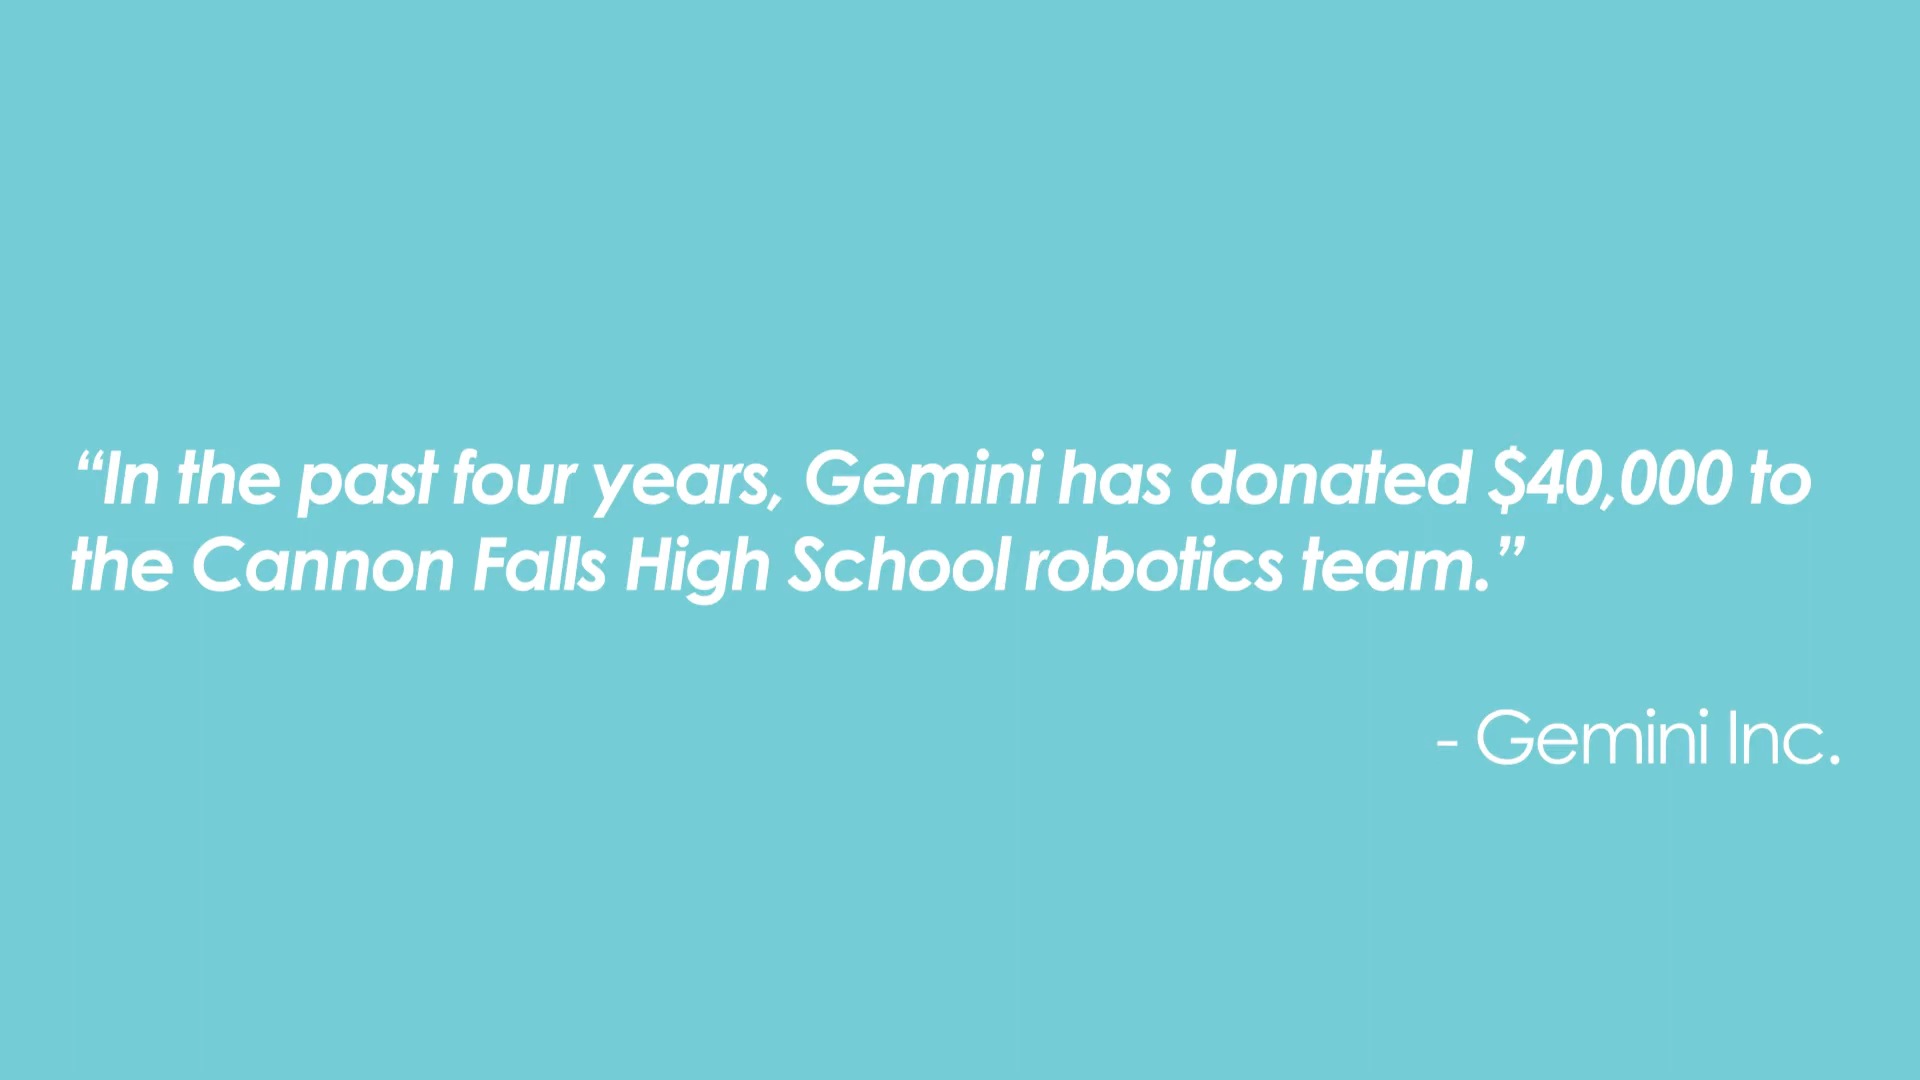 “In the past four years, Gemini has donated $40,000 to
the Cannon Falls High School robotics team.”
- Gemini Inc.